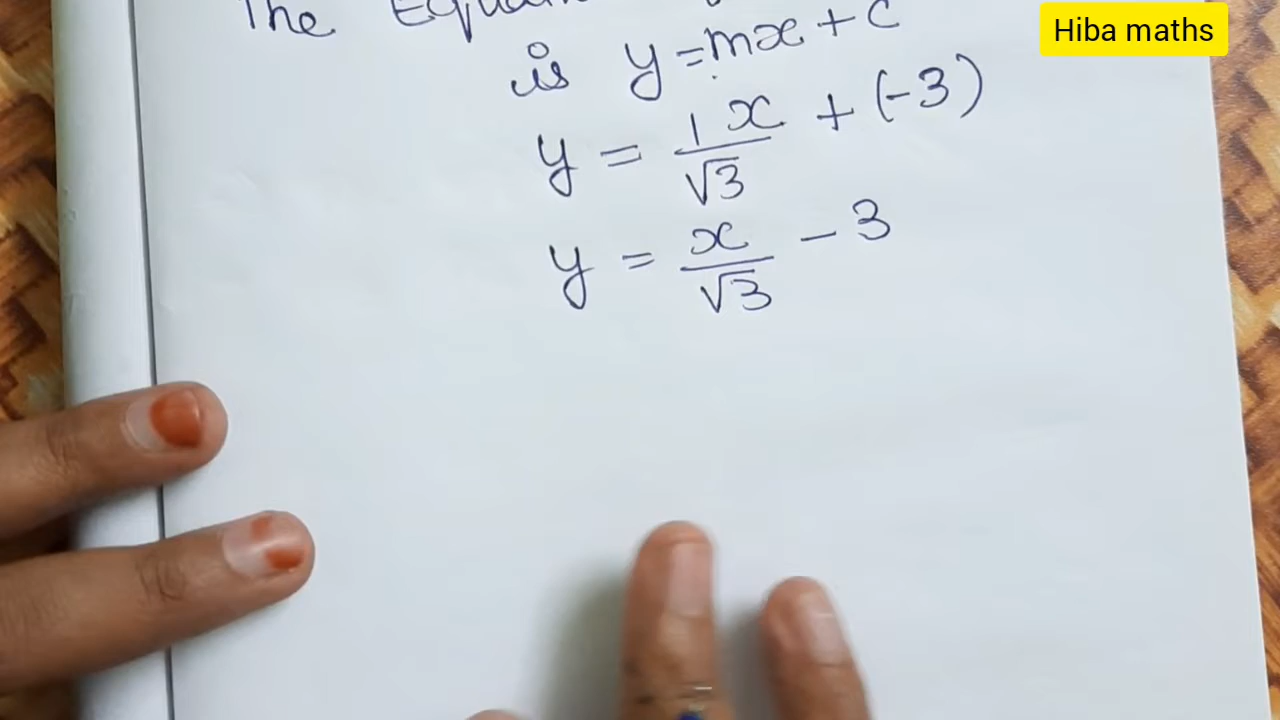 Hiba maths
The
is y = mx + c
y = 1x/√3 + (-3)
y = x/√3 - 3